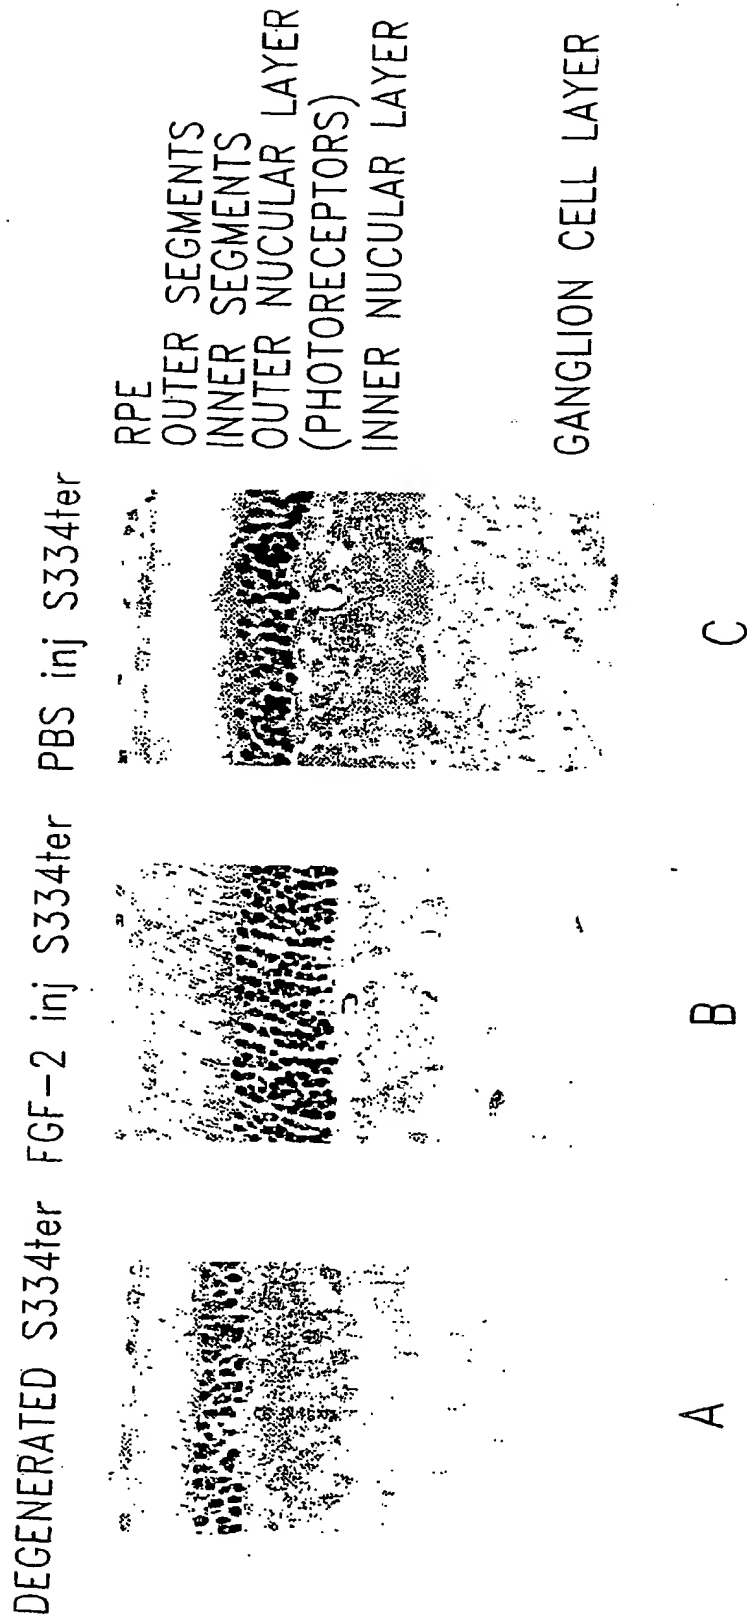 DEGENERATED S334ter
FGF-2 inj S334ter
PBS inj S334ter
RPE
OUTER SEGMENTS
INNER SEGMENTS
OUTER NUCULAR LAYER
(PHOTORECEPTORS)
INNER NUCULAR LAYER
GANGLION CELL LAYER
A
B
C